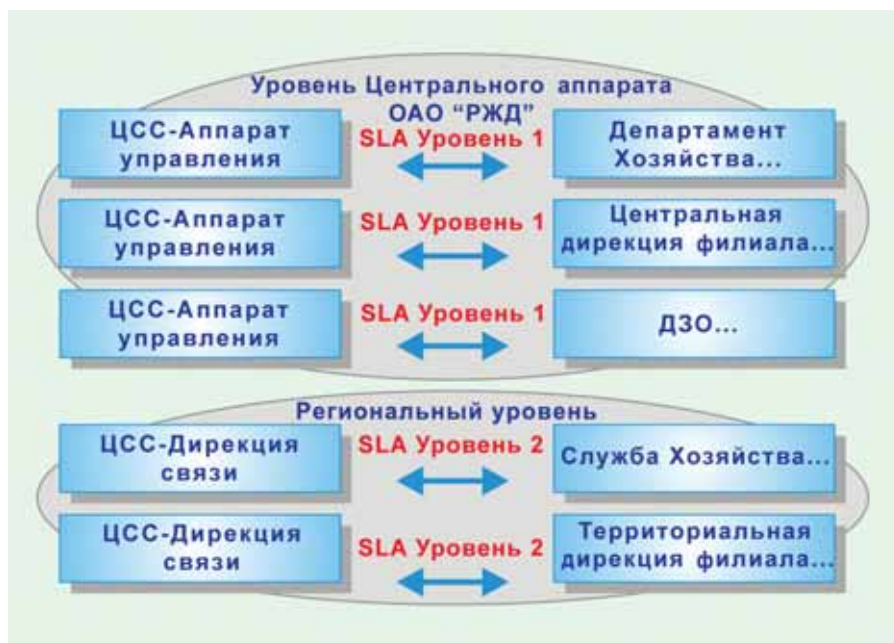 Уровень Центрального аппарата
ОАО "РЖД"
ЦСС-Аппарат
управления
SLA Уровень 1
Департамент
Хозяйства...
ЦСС-Аппарат
управления
SLA Уровень 1
Центральная
дирекция филиала...
ЦСС-Аппарат
управления
SLA Уровень 1
ДЗО...
Региональный уровень
ЦСС-Дирекция
связи
SLA Уровень 2
Служба Хозяйства...
ЦСС-Дирекция
связи
SLA Уровень 2
Территориальная
дирекция филиала...